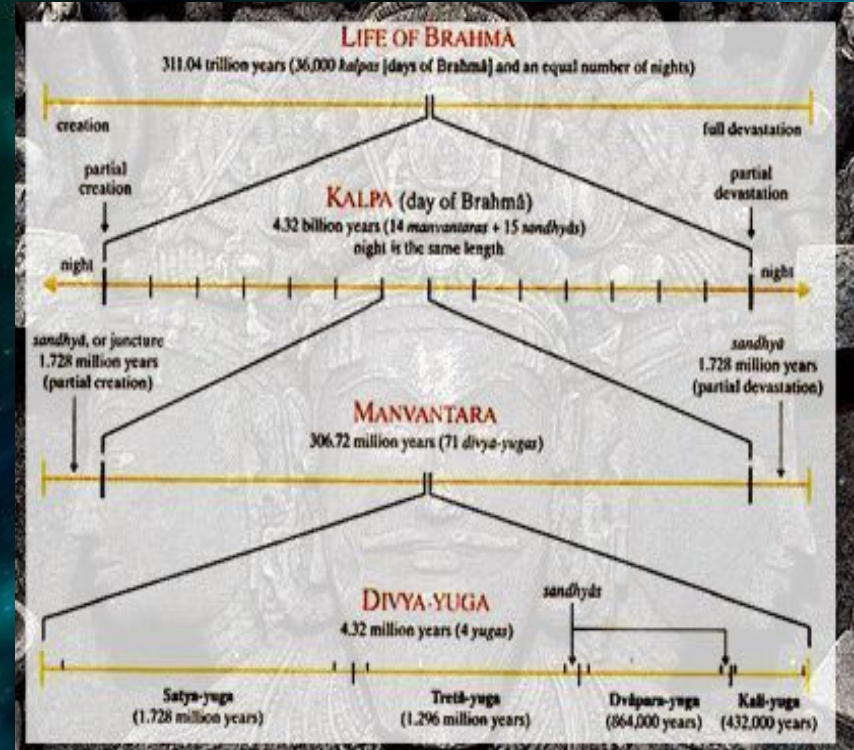 LIFE OF BRAHMĀ
311.04 trillion years (36,000 kalpas [days of Brahmā] and an equal number of nights)
creation
full devastation
partial
creation
partial
devastation
KALPA (day of Brahmā)
4.32 billion years (14 manvantaras + 15 sandhyās)
night is the same length
night
night
sandhyā, or juncture
1.728 million years
(partial creation)
sandhyā
1.728 million years
(partial devastation)
MANVANTARA
306.72 million years (71 divya-yugas)
DIVYA-YUGA
4.32 million years (4 yugas)
sandhyās
Satya-yuga
(1.728 million years)
Tretā-yuga
(1.296 million years)
Dvāpara-yuga
(864,000 years)
Kali-yuga
(432,000 years)